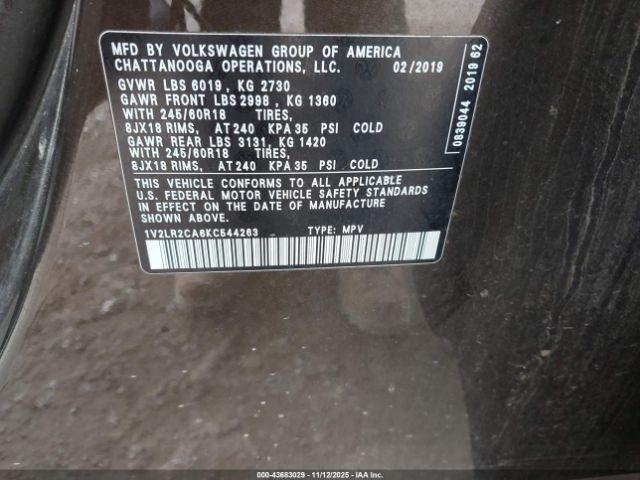 MFD BY VOLKSWAGEN GROUP OF AMERICA
CHATTANOOGA OPERATIONS, LLC. 02/2019
GVWR LBS 6019, KG 2730
GAWR FRONT LBS 2998, KG 1360
WITH 245/60R18 TIRES,
8JX18 RIMS, AT 240 KPA 35 PSI COLD
GAWR REAR LBS 3131, KG 1420
WITH 245/60R18 TIRES,
8JX18 RIMS, AT 240 KPA 35 PSI COLD
THIS VEHICLE CONFORMS TO ALL APPLICABLE
U.S. FEDERAL MOTOR VEHICLE SAFETY STANDARDS
IN EFFECT ON THE DATE OF MANUFACTURE
SHOWN ABOVE.
1V2LR2CA6KC544263 TYPE: MPV
0839044 2019 62
000-43683029 - 11/12/2025 - IAAI.COM